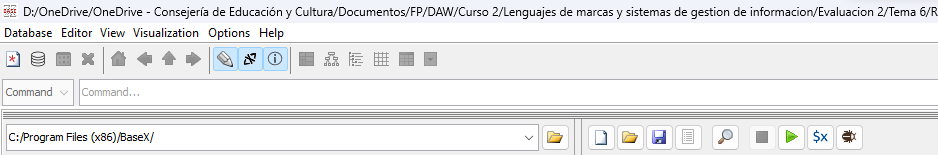 D:/OneDrive/OneDrive - Consejería de Educación y Cultura/Documentos/FP/DAW/Curso 2/Lenguajes de marcas y sistemas de gestion de informacion/Evaluacion 2/Tema 6/R
Database Editor View Visualization Options Help
Command Command...
C:/Program Files (x86)/BaseX/ $x